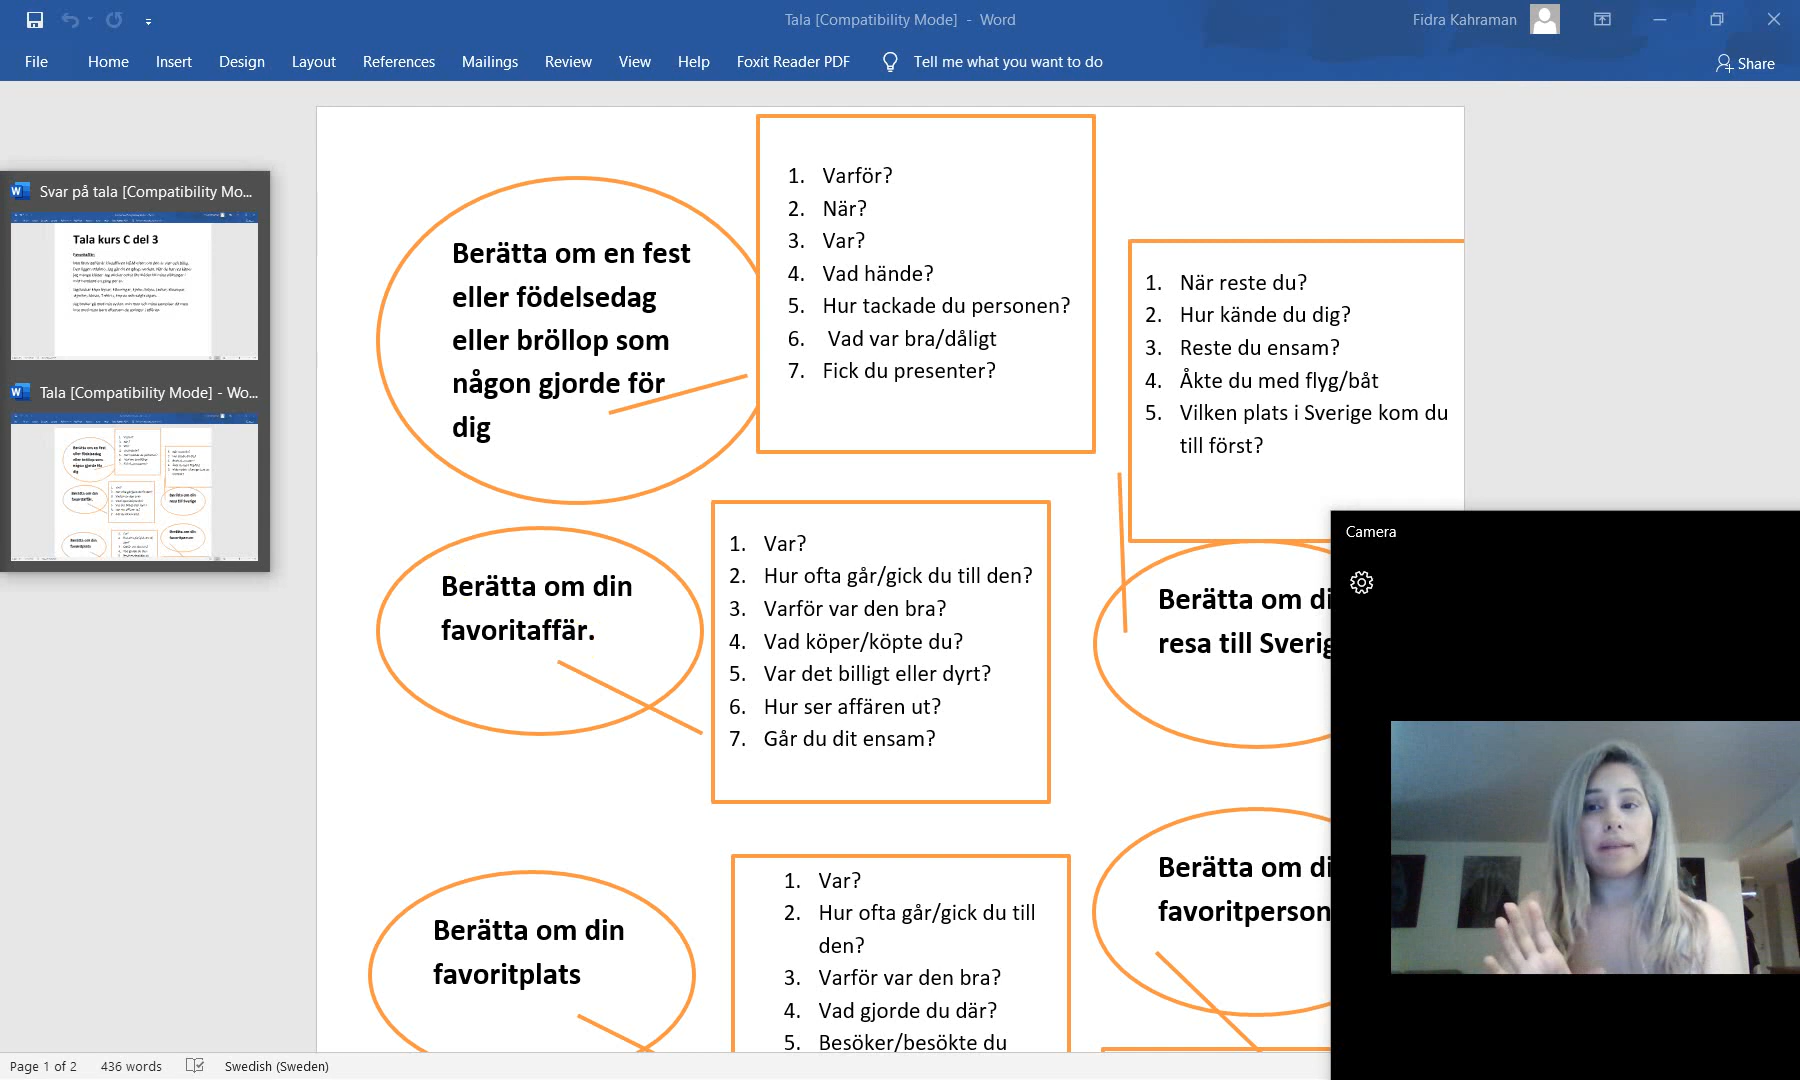 Tala [Compatibility Mode] - Word
Fidra Kahraman
File Home Insert Design Layout References Mailings Review View Help Foxit Reader PDF Tell me what you want to do
Share
Svar på tala [Compatibility Mo...
Tala kurs C del 3
Tala [Compatibility Mode] - Wo...
Berätta om en fest
eller födelsedag
eller bröllop som
någon gjorde för
dig
1. Varför?
2. När?
3. Var?
4. Vad hände?
5. Hur tackade du personen?
6. Vad var bra/dåligt
7. Fick du presenter?
1. När reste du?
2. Hur kände du dig?
3. Reste du ensam?
4. Åkte du med flyg/båt
5. Vilken plats i Sverige kom du
till först?
Berätta om din
favoritaffär.
1. Var?
2. Hur ofta går/gick du till den?
3. Varför var den bra?
4. Vad köper/köpte du?
5. Var det billigt eller dyrt?
6. Hur ser affären ut?
7. Går du dit ensam?
Berätta om di
resa till Sverig
Camera
Berätta om din
favoritplats
1. Var?
2. Hur ofta går/gick du till
den?
3. Varför var den bra?
4. Vad gjorde du där?
5. Besöker/besökte du
Berätta om di
favoritperson
Page 1 of 2 436 words Swedish (Sweden)